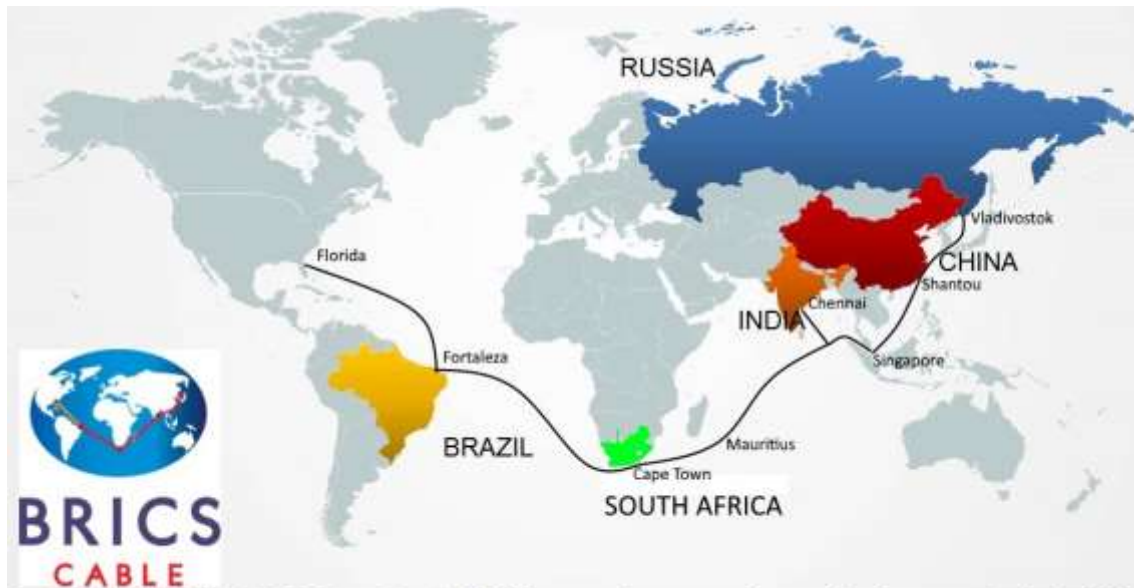 RUSSIA
Vladivostok
Florida
CHINA
Shantou
Chennai
INDIA
Fortaleza
Singapore
BRAZIL
Mauritius
Cape Town
SOUTH AFRICA
BRICS
CABLE